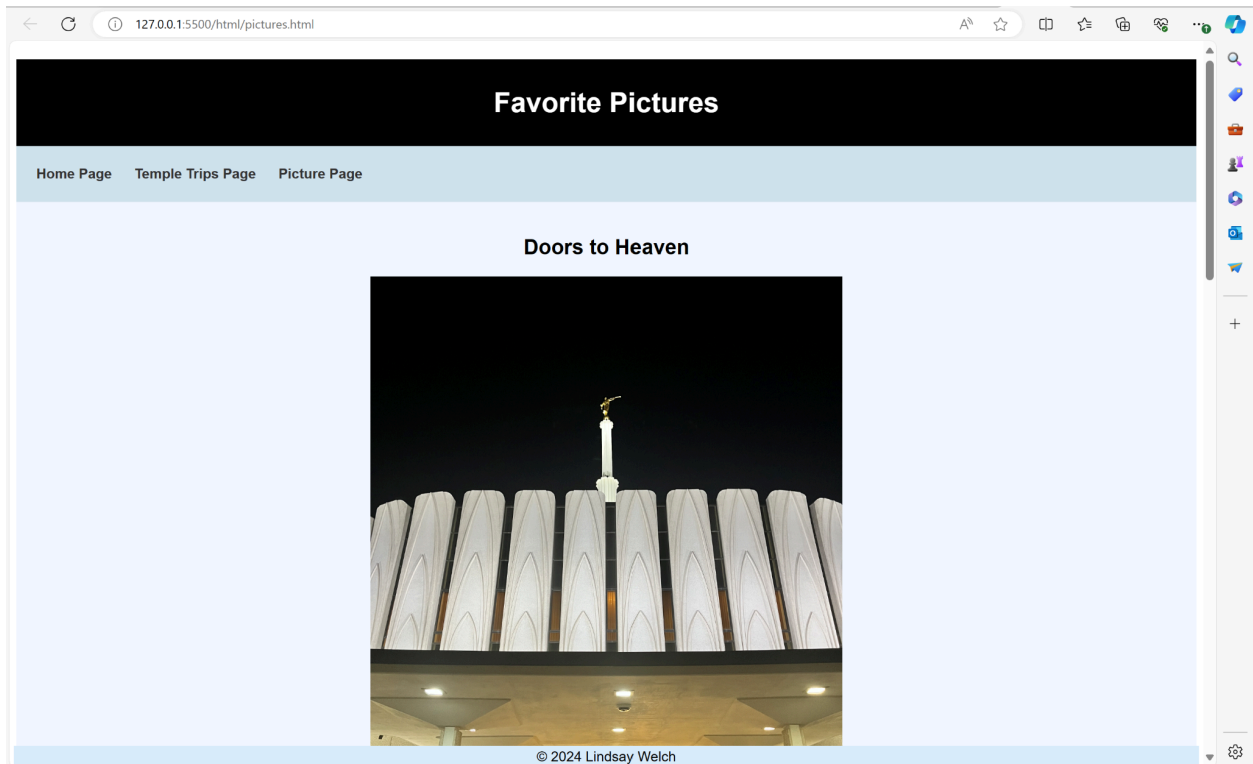 127.0.0.1:5500/html/pictures.html
Favorite Pictures
Home Page Temple Trips Page Picture Page
Doors to Heaven
© 2024 Lindsay Welch